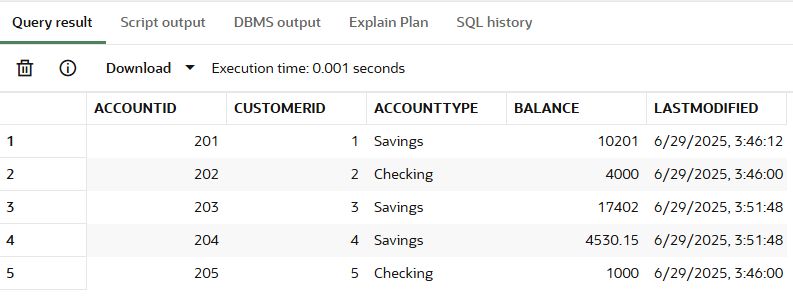 Query result Script output DBMS output Explain Plan SQL history
Download Execution time: 0.001 seconds
ACCOUNTID CUSTOMERID ACCOUNTTYPE BALANCE LASTMODIFIED
1 201 1 Savings 10201 6/29/2025, 3:46:12
2 202 2 Checking 4000 6/29/2025, 3:46:00
3 203 3 Savings 17402 6/29/2025, 3:51:48
4 204 4 Savings 4530.15 6/29/2025, 3:51:48
5 205 5 Checking 1000 6/29/2025, 3:46:00